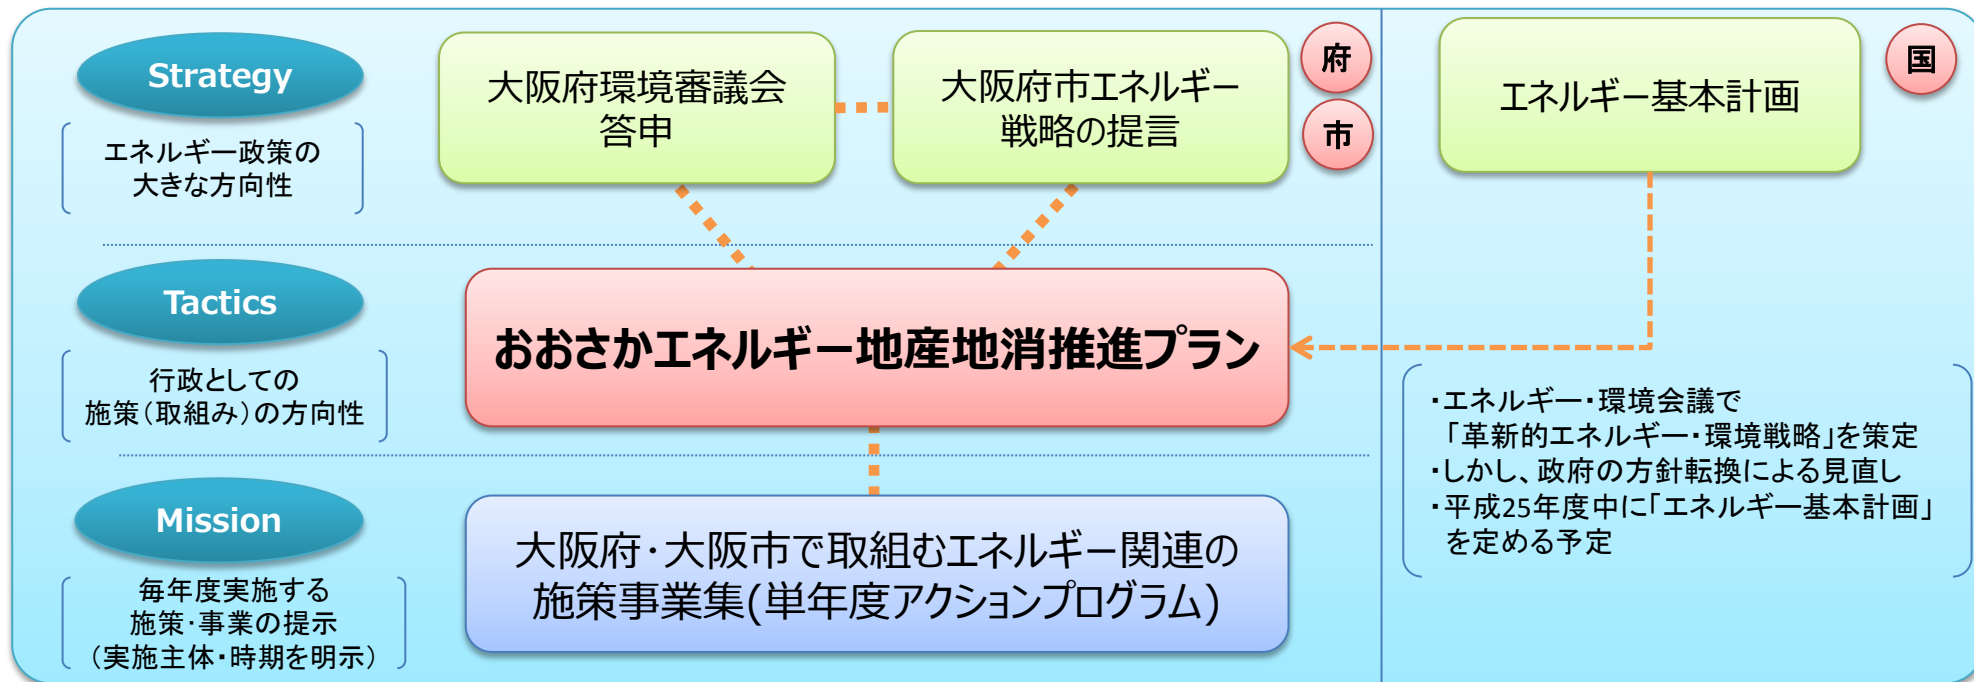 Strategy
エネルギー政策の
大きな方向性
大阪府環境審議会
答申
大阪府市エネルギー
戦略の提言
府
市
エネルギー基本計画
国
Tactics
行政としての
施策（取組み）の方向性
おおさかエネルギー地産地消推進プラン
・エネルギー・環境会議で
「革新的エネルギー・環境戦略」を策定
・しかし、政府の方針転換による見直し
・平成25年度中に「エネルギー基本計画」
を定める予定
Mission
毎年度実施する
施策・事業の提示
（実施主体・時期を明示）
大阪府・大阪市で取組むエネルギー関連の
施策事業集(単年度アクションプログラム)